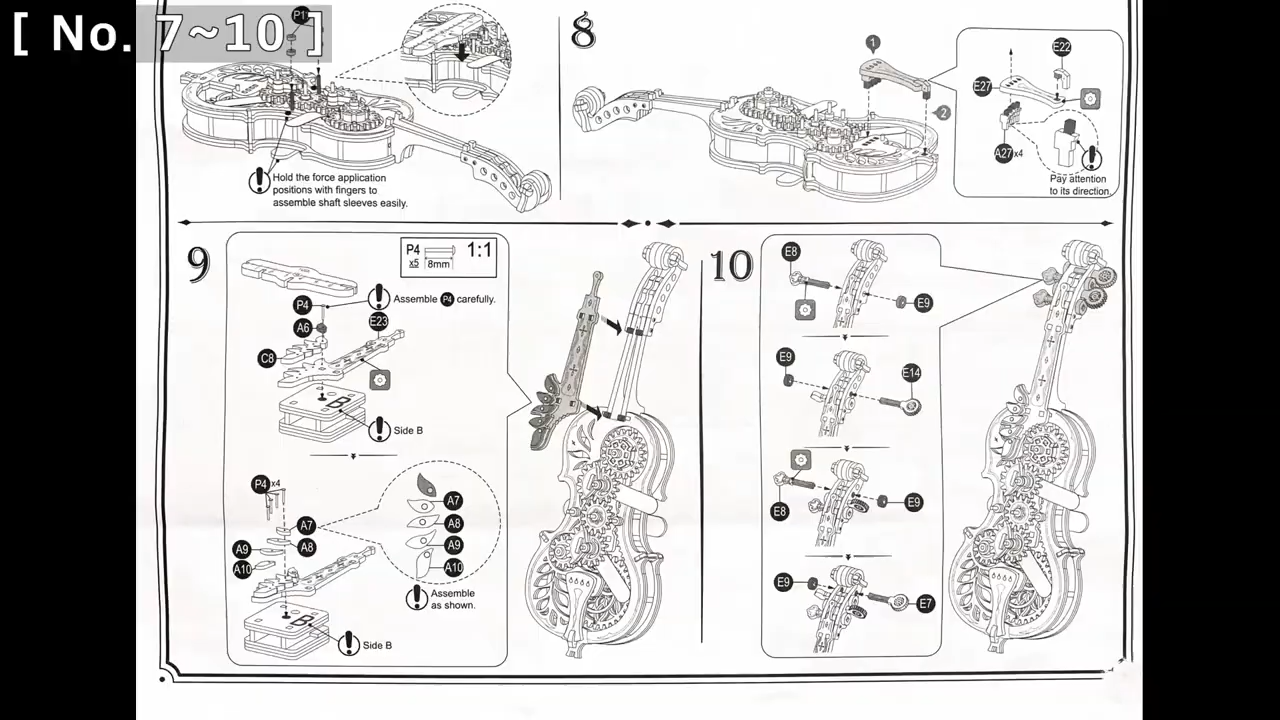 [ No. 7~10 ]
P1
Hold the force application
positions with fingers to
assemble shaft sleeves easily.
8
1
2
E22
E27
A27 x4
Pay attention
to its direction.
9
P4
x5
8mm
1:1
P4
Assemble P4 carefully.
A6
E23
C8
B
Side B
P4 x4
A7
A8
A9
A10
A7
A8
A9
A10
Assemble
as shown.
B
Side B
10
E8
E9
E9
E14
E8
E9
E9
E7